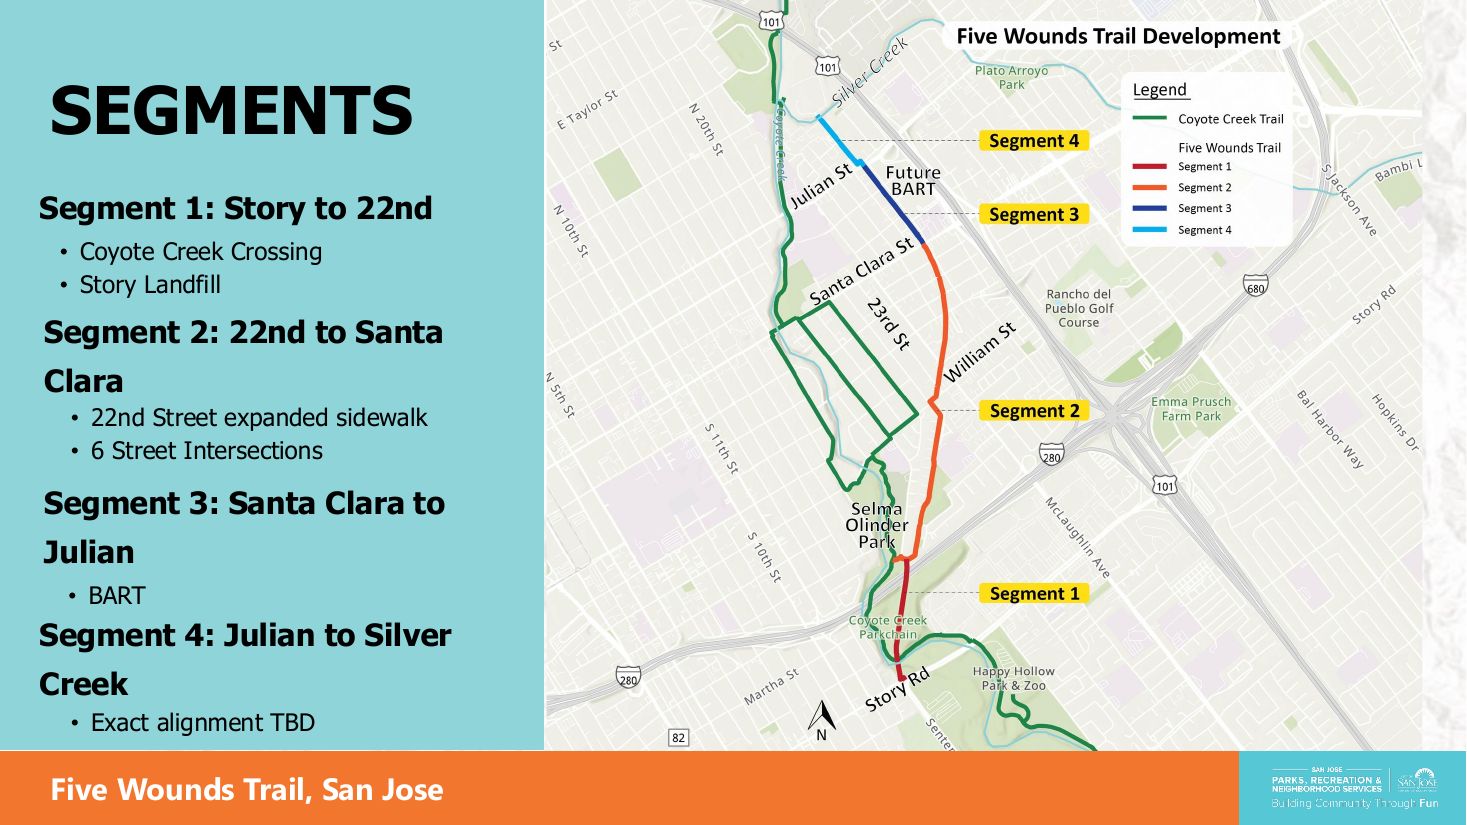 SEGMENTS
Segment 1: Story to 22nd
• Coyote Creek Crossing
• Story Landfill
Segment 2: 22nd to Santa
Clara
• 22nd Street expanded sidewalk
• 6 Street Intersections
Segment 3: Santa Clara to
Julian
• BART
Segment 4: Julian to Silver
Creek
• Exact alignment TBD
Five Wounds Trail Development
Legend
Coyote Creek Trail
Five Wounds Trail
Segment 1
Segment 2
Segment 3
Segment 4
101
101
Silver Creek
Plato Arroyo
Park
St
E Taylor St
N 20th St
Coyote Creek
Segment 4
Julian St
Future
BART
Segment 3
S Jackson Ave
Bambi L
N 10th St
Santa Clara St
23rd St
680
Rancho del
Pueblo Golf
Course
Story Rd
William St
N 5th St
Segment 2
Emma Prusch
Farm Park
Bal Harbor Way
Hopkins Dr
S 11th St
280
101
Selma
Olinder
Park
McLaughlin Ave
S 10th St
Segment 1
Coyote Creek
Parkchain
280
Martha St
Story Rd
Happy Hollow
Park & Zoo
Senter
82
N
Five Wounds Trail, San Jose
SAN JOSE
PARKS, RECREATION &
NEIGHBORHOOD SERVICES
CITY OF
SAN JOSE
Building Community Through Fun